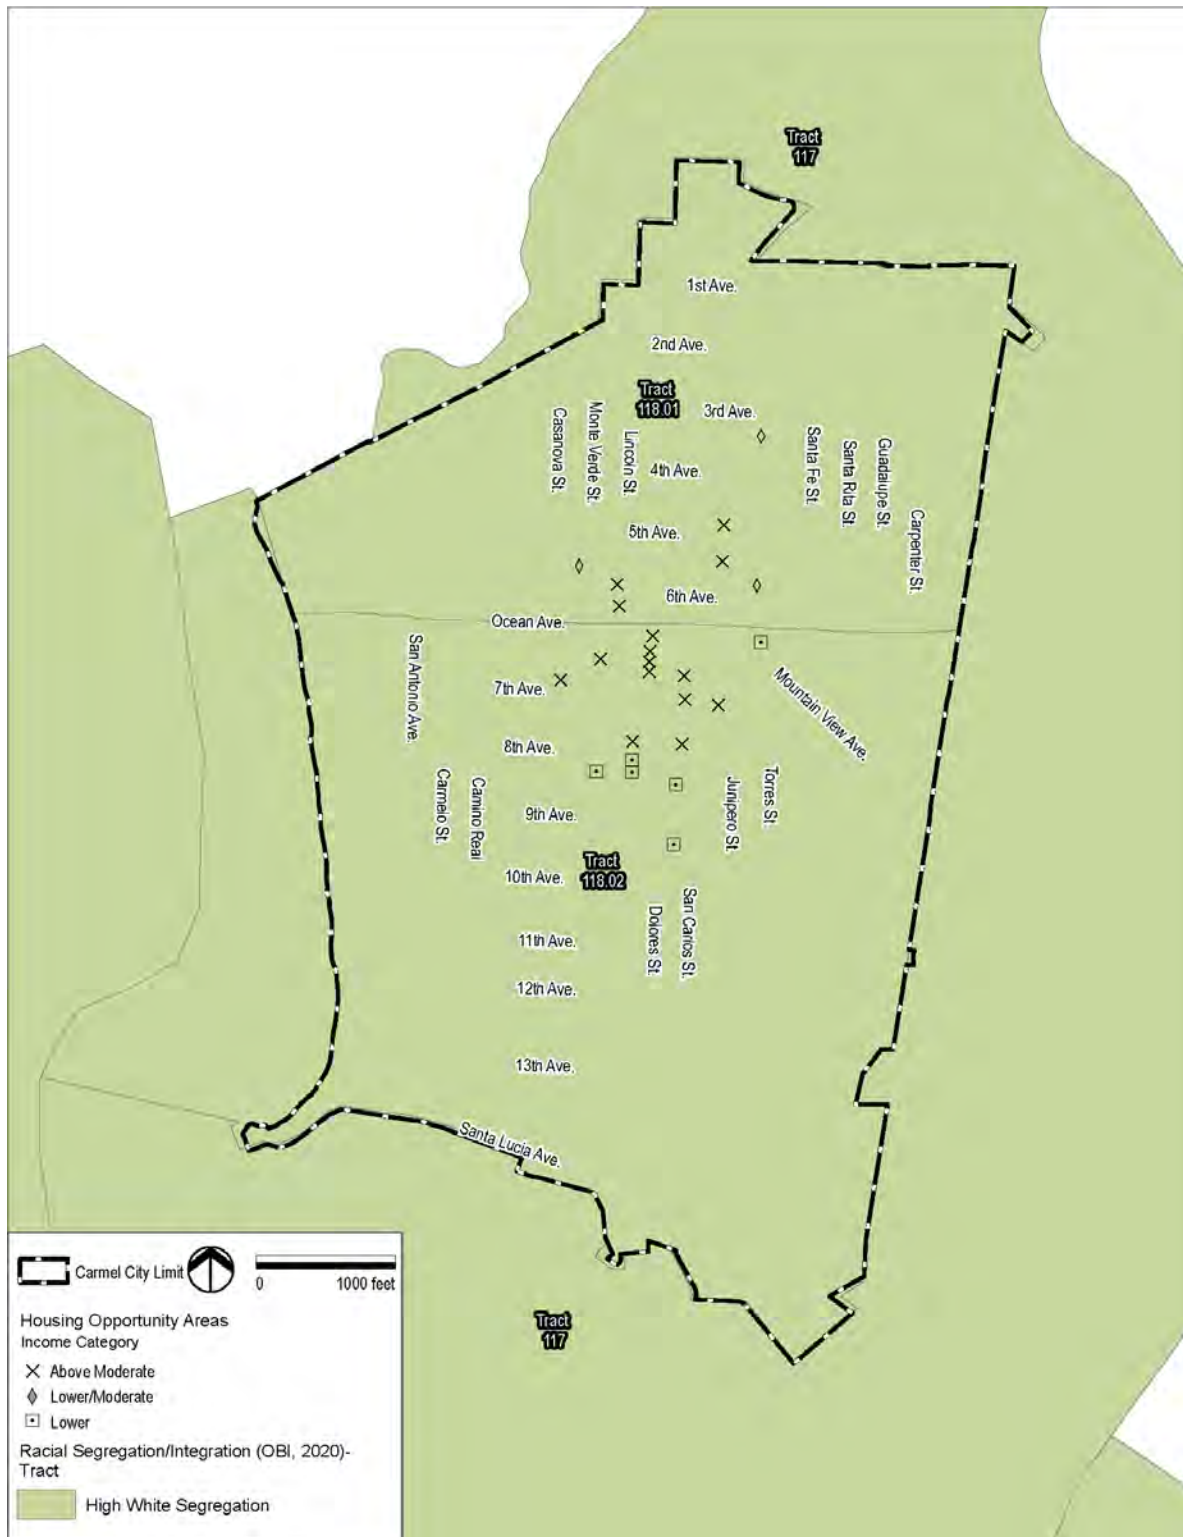 Tract
117
1st Ave.
2nd Ave.
Tract
118.01
3rd Ave.
Casanova St.
Monte Verde St.
Lincoln St.
4th Ave.
Santa Fe St.
Santa Rita St.
Guadalupe St.
Carpenter St.
5th Ave.
6th Ave.
Ocean Ave.
San Antonio Ave.
7th Ave.
Mountain View Ave.
8th Ave.
Carmelo St.
Camino Real
Junipero St.
Torres St.
9th Ave.
Tract
118.02
10th Ave.
Dolores St.
San Carlos St.
11th Ave.
12th Ave.
13th Ave.
Santa Lucia Ave.
Tract
117
Carmel City Limit
0 1000 feet
Housing Opportunity Areas
Income Category
Above Moderate
Lower/Moderate
Lower
Racial Segregation/Integration (OBI, 2020)-
Tract
High White Segregation